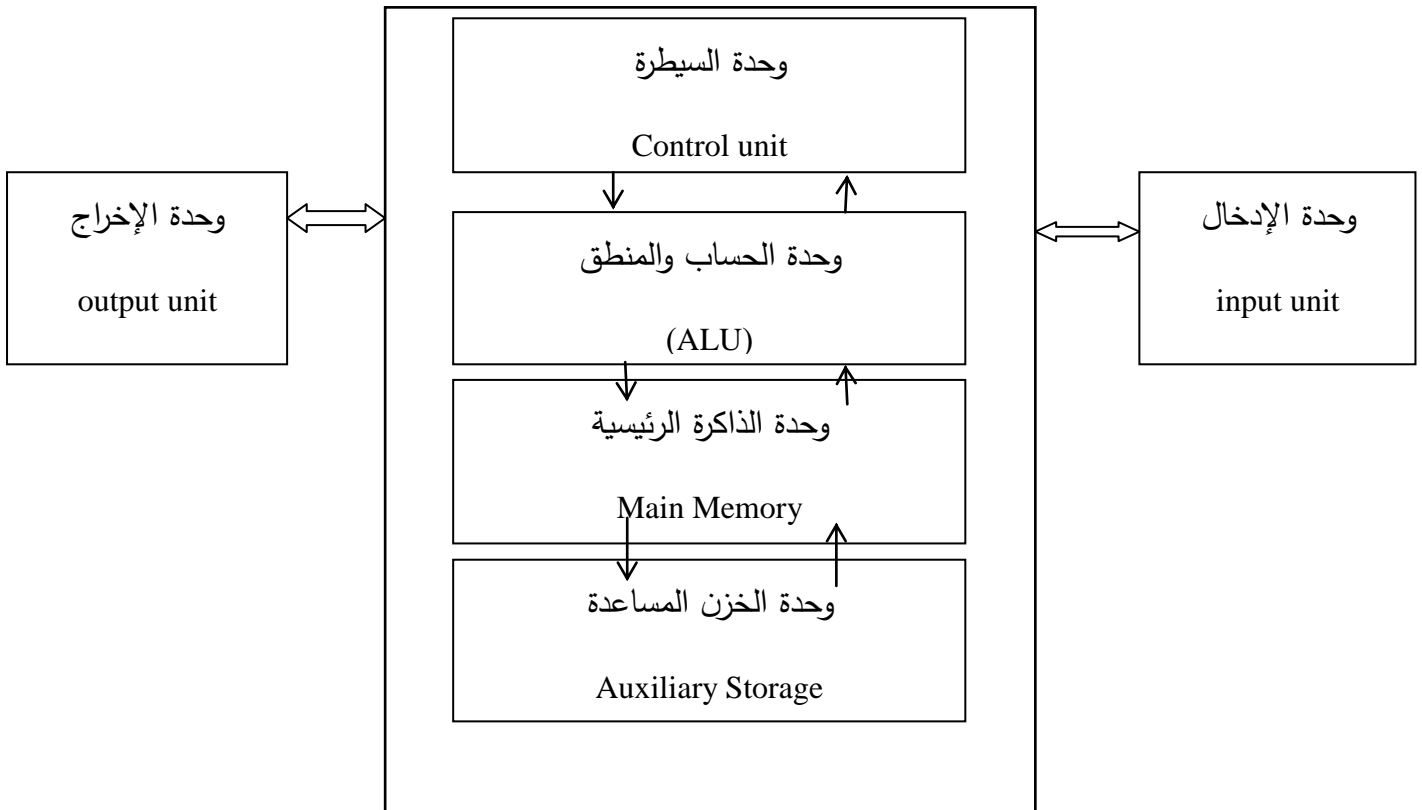 وحدة السيطرة
Control unit
وحدة الإدخال
input unit
وحدة الحساب والمنطق
(ALU)
وحدة الإخراج
output unit
وحدة الذاكرة الرئيسية
Main Memory
وحدة الخزن المساعدة
Auxiliary Storage